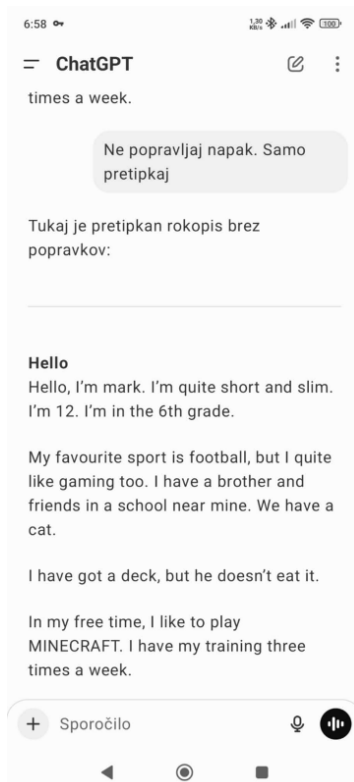 6:58
1,30
KB/s
100
ChatGPT
times a week.
Ne popravljaj napak. Samo
pretipkaj
Tukaj je pretipkan rokopis brez
popravkov:
Hello
Hello, I’m mark. I’m quite short and slim.
I’m 12. I’m in the 6th grade.
My favourite sport is football, but I quite
like gaming too. I have a brother and
friends in a school near mine. We have a
cat.
I have got a deck, but he doesn’t eat it.
In my free time, I like to play
MINECRAFT. I have my training three
times a week.
Sporočilo